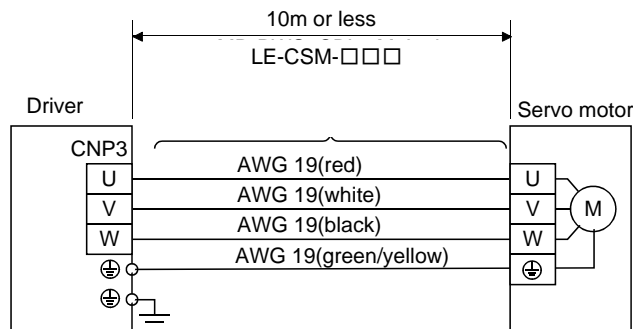 10m or less
LE-CSM-□□□
Driver
Servo motor
CNP3
AWG 19(red)
U
U
AWG 19(white)
V
V
M
AWG 19(black)
W
W
AWG 19(green/yellow)